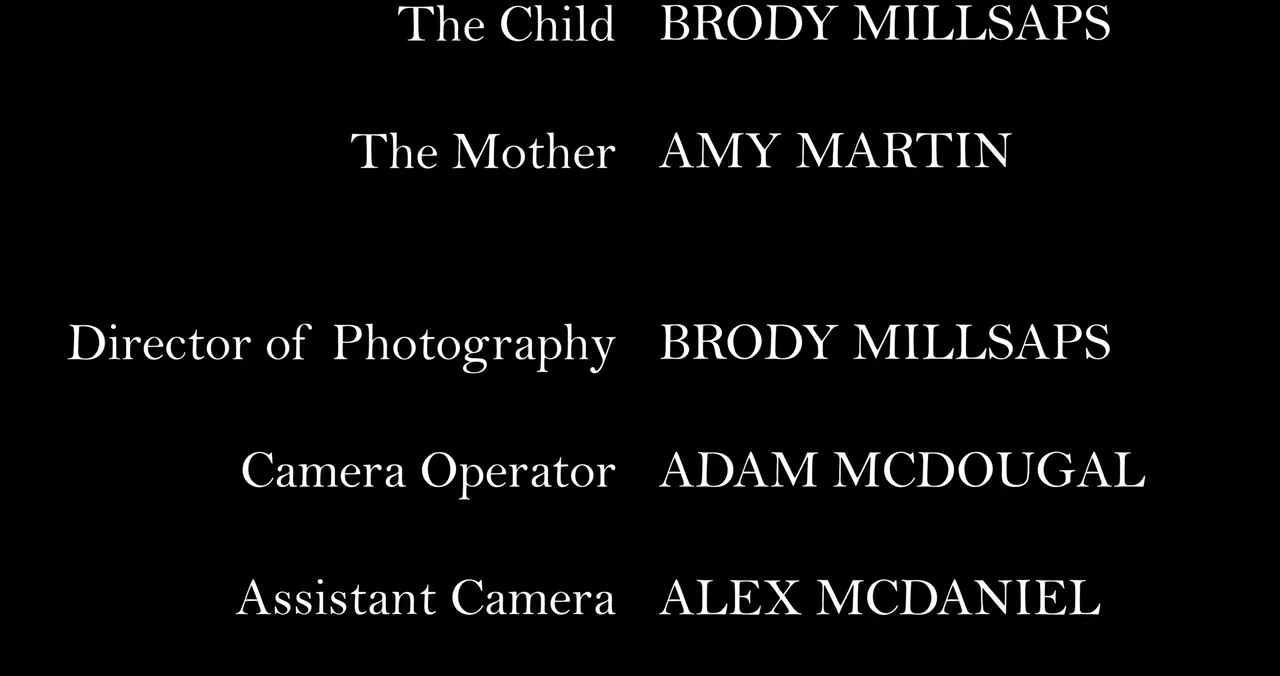 The Child BRODY MILLSAPS
The Mother AMY MARTIN
Director of Photography BRODY MILLSAPS
Camera Operator ADAM MCDOUGAL
Assistant Camera ALEX MCDANIEL